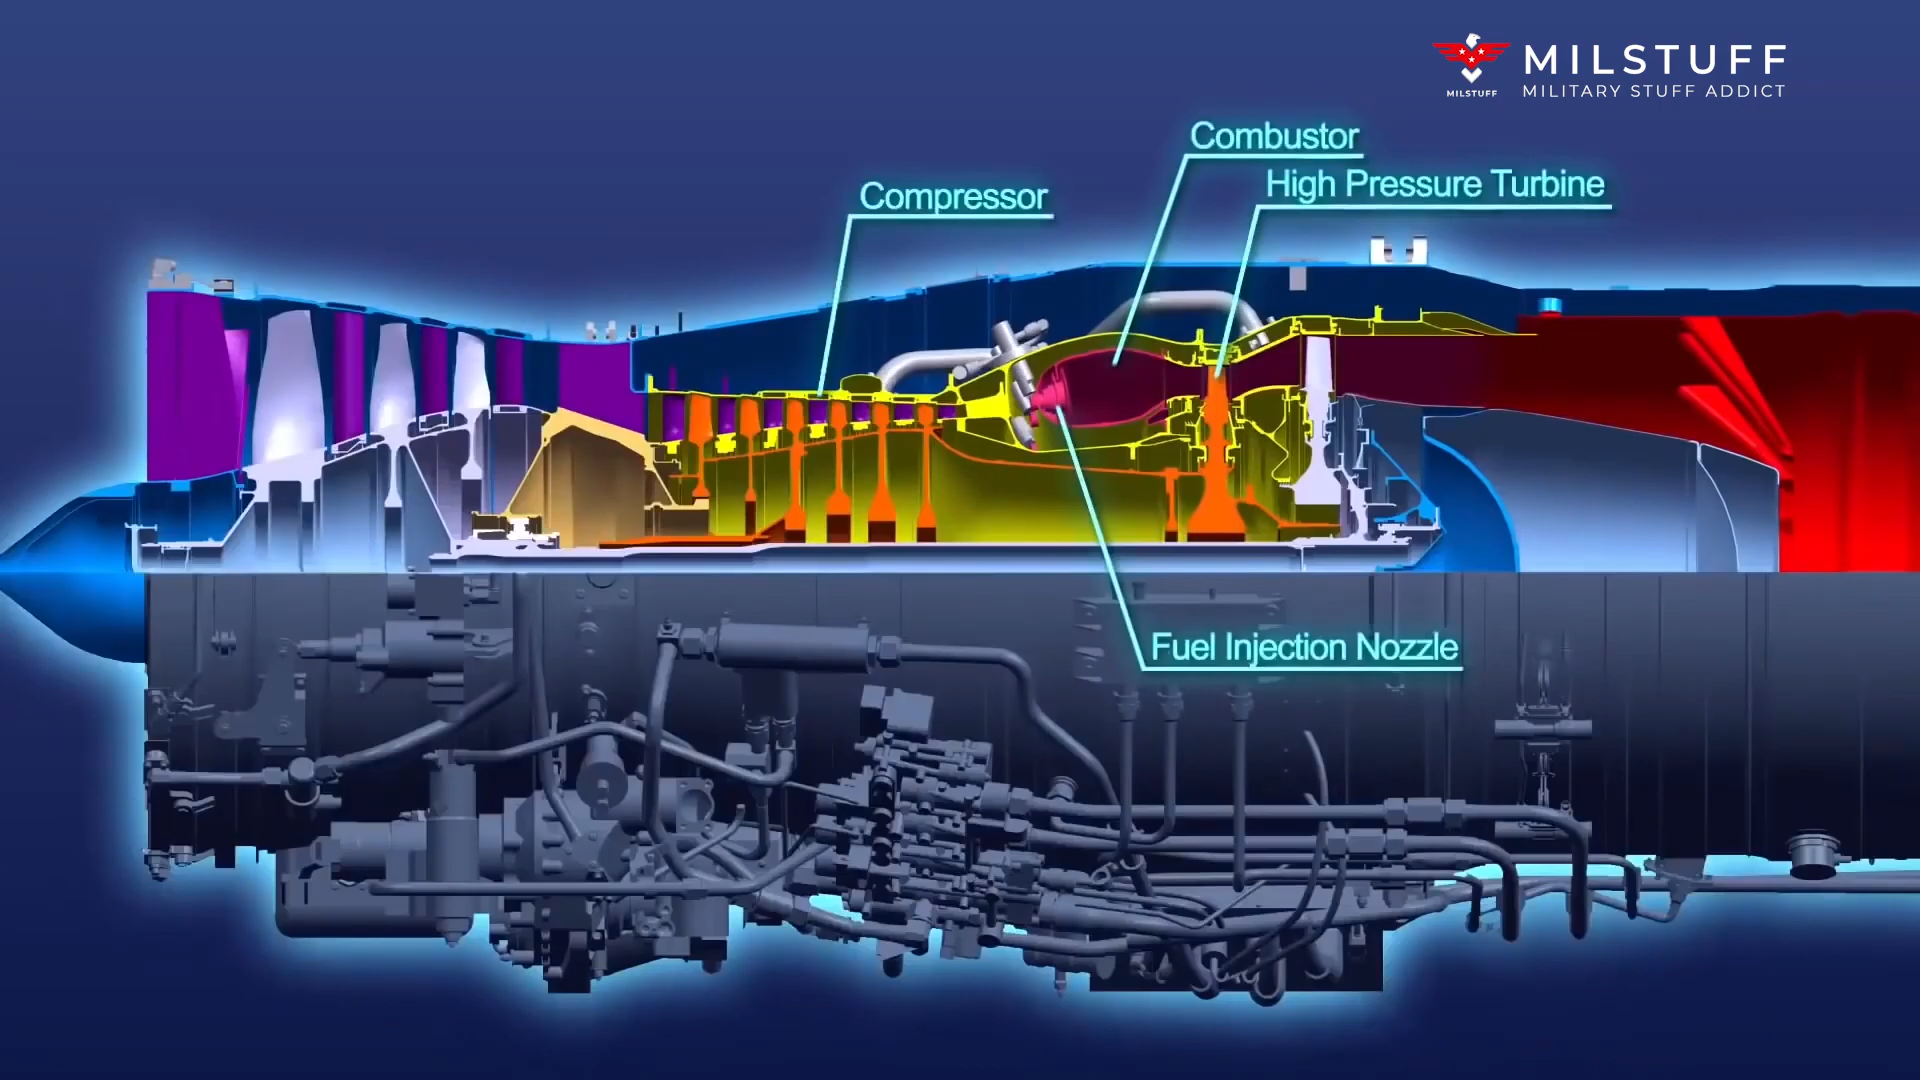 MILSTUFF
MILSTUFF
MILITARY STUFF ADDICT
Combustor
High Pressure Turbine
Compressor
Fuel Injection Nozzle